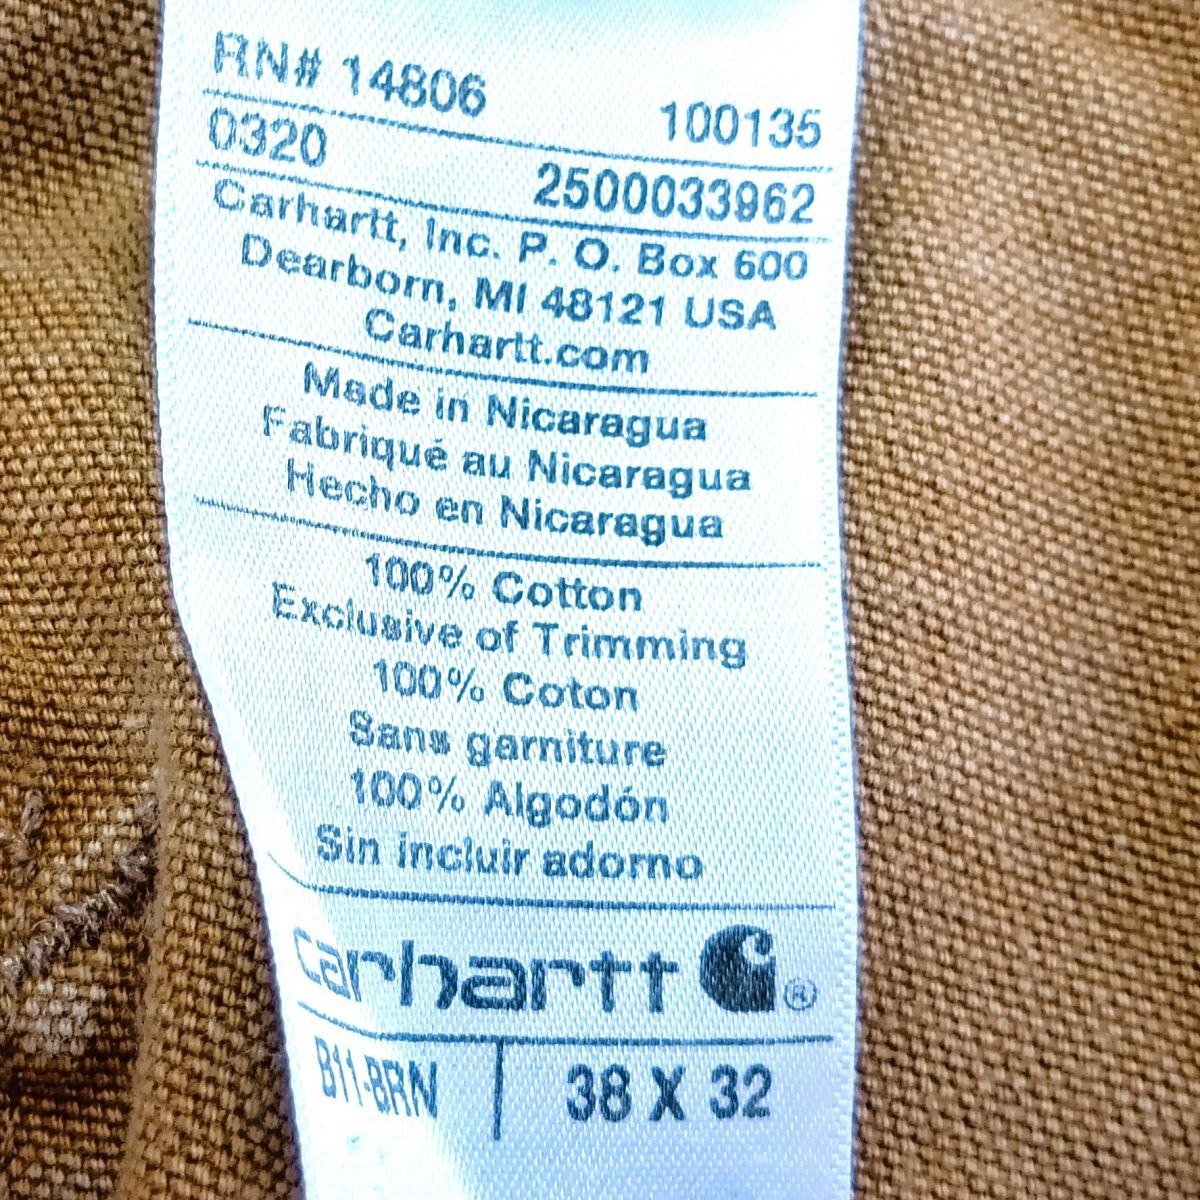 RN# 14806 100135
0320 2500033962
Carhartt, Inc. P. O. Box 600
Dearborn, MI 48121 USA
Carhartt.com
Made in Nicaragua
Fabriqué au Nicaragua
Hecho en Nicaragua
100% Cotton
Exclusive of Trimming
100% Coton
Sans garniture
100% Algodón
Sin incluir adorno
carhartt ®
B11-BRN 38 X 32